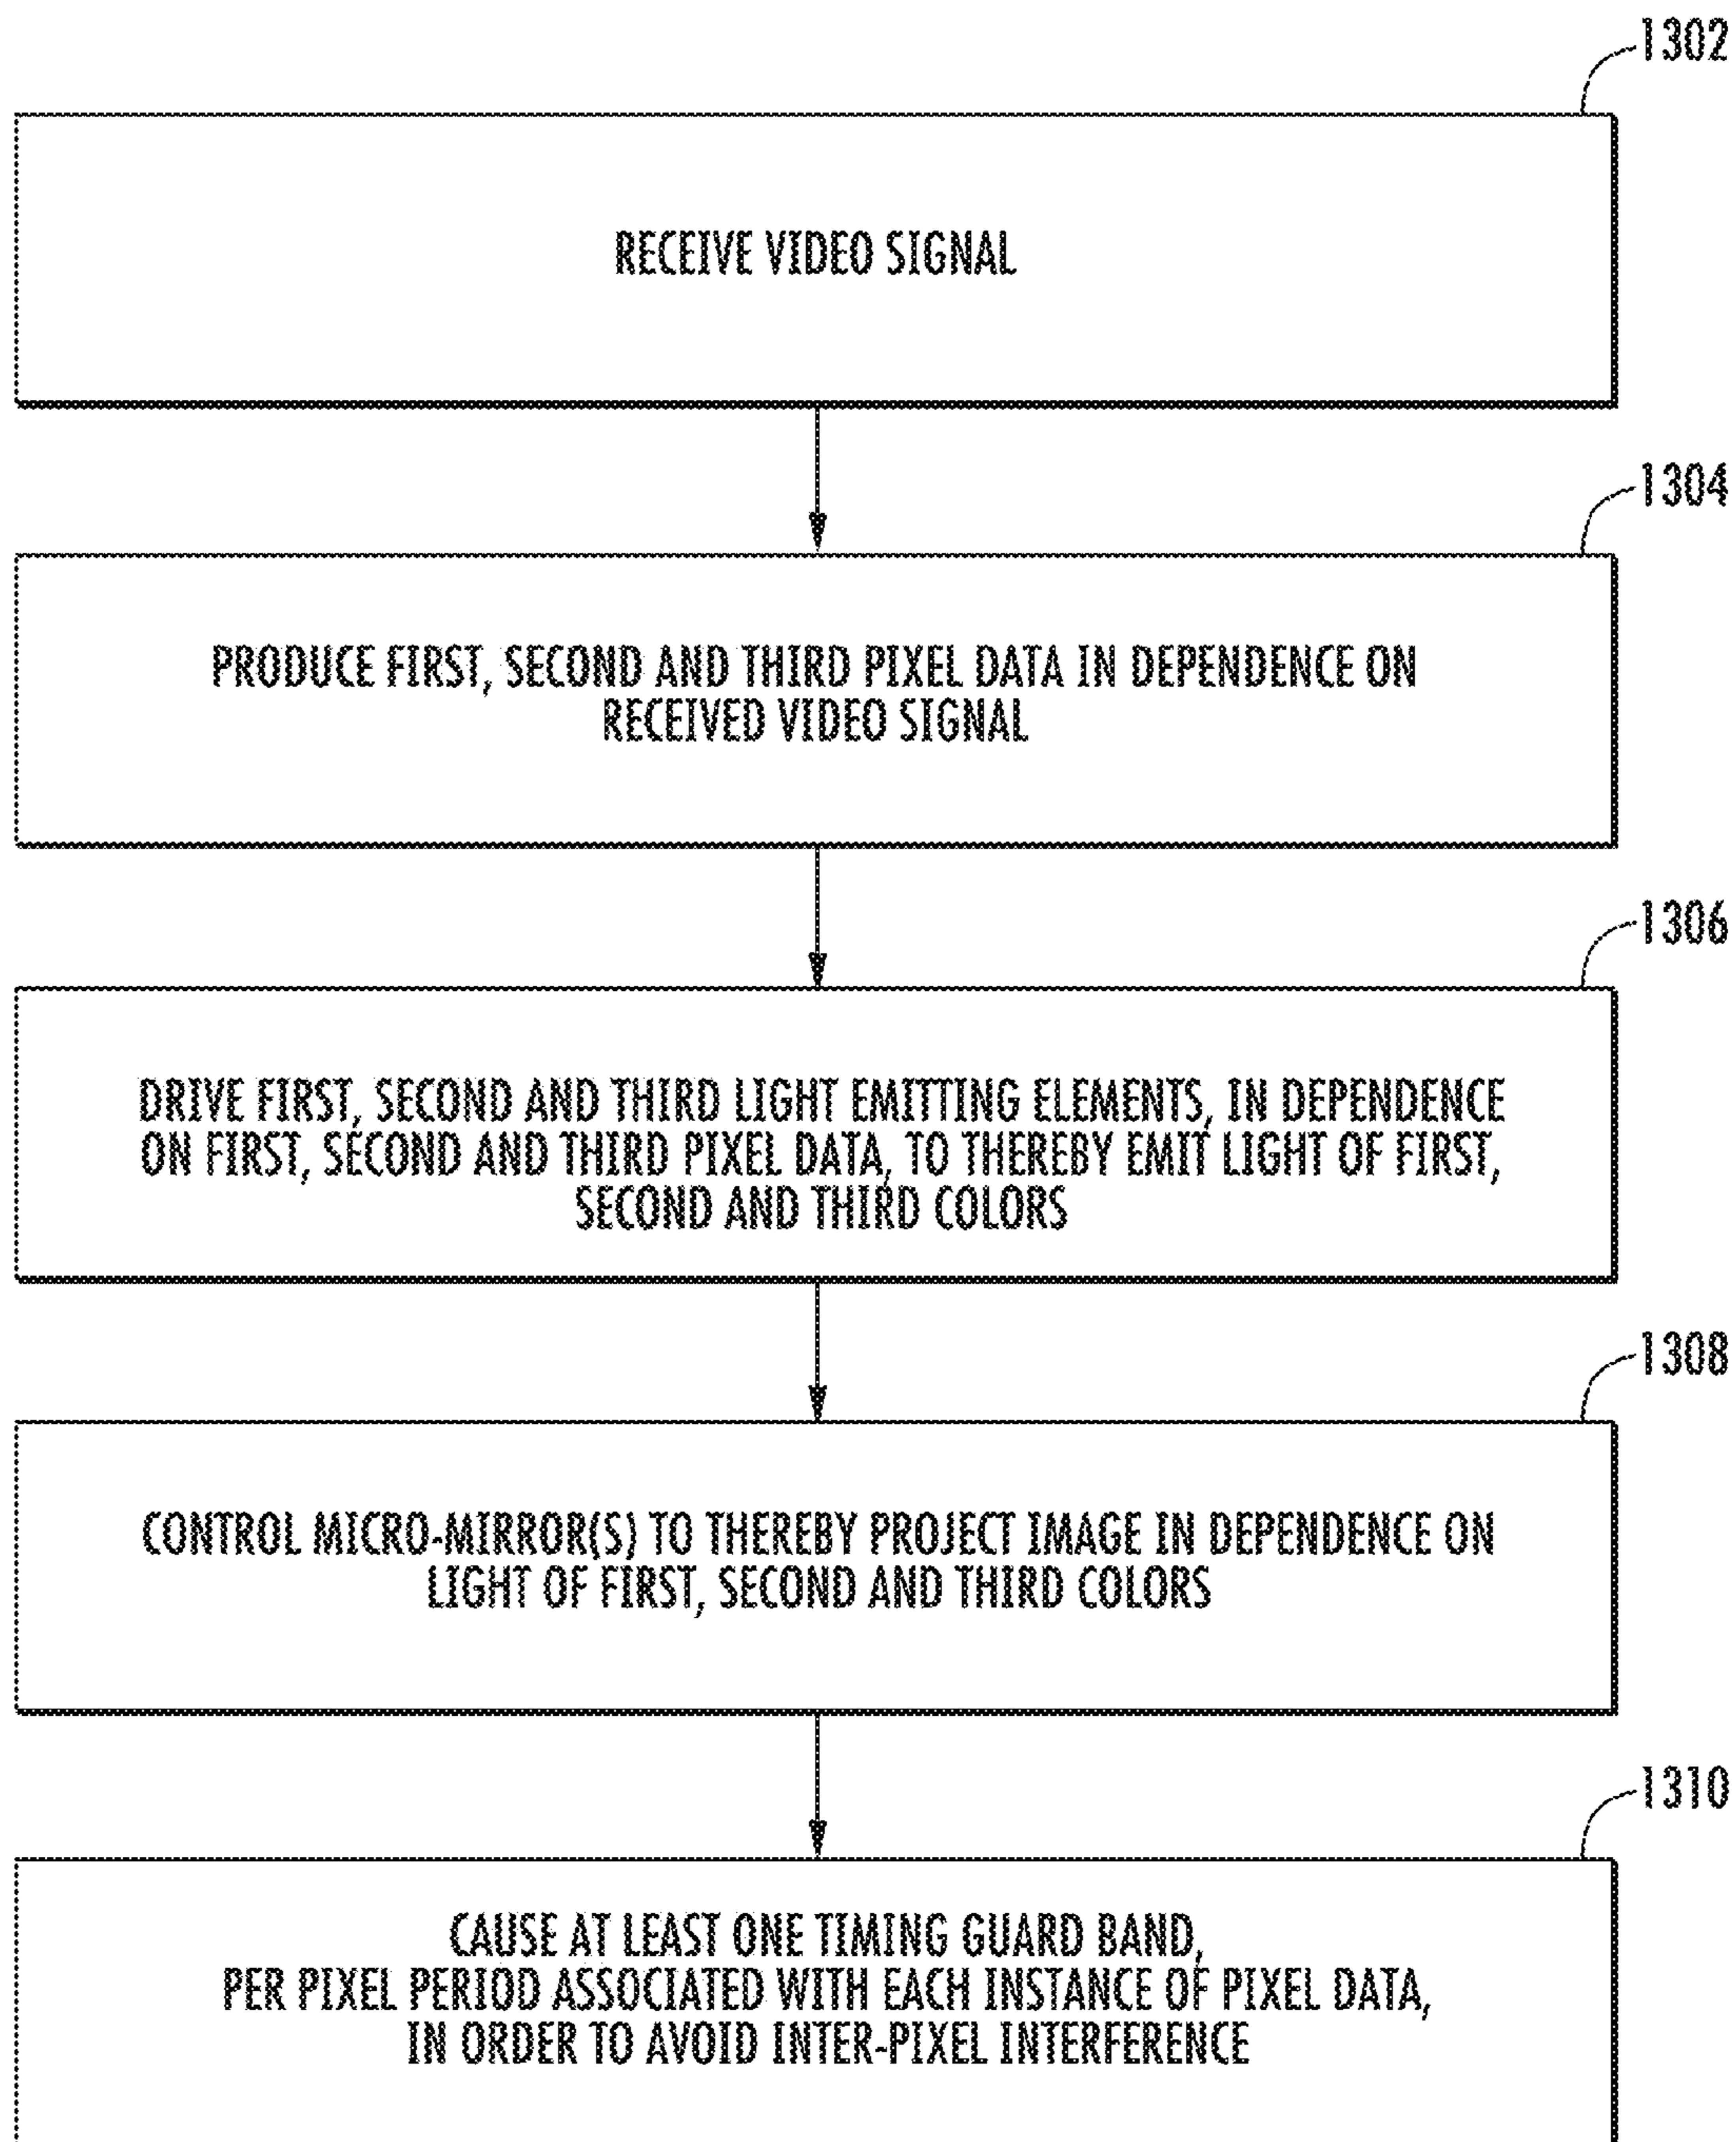 1302
RECEIVE VIDEO SIGNAL
1304
PRODUCE FIRST, SECOND AND THIRD PIXEL DATA IN DEPENDENCE ON
RECEIVED VIDEO SIGNAL
1306
DRIVE FIRST, SECOND AND THIRD LIGHT EMITTING ELEMENTS, IN DEPENDENCE
ON FIRST, SECOND AND THIRD PIXEL DATA, TO THEREBY EMIT LIGHT OF FIRST,
SECOND AND THIRD COLORS
1308
CONTROL MICRO-MIRROR(S) TO THEREBY PROJECT IMAGE IN DEPENDENCE ON
LIGHT OF FIRST, SECOND AND THIRD COLORS
1310
CAUSE AT LEAST ONE TIMING GUARD BAND,
PER PIXEL PERIOD ASSOCIATED WITH EACH INSTANCE OF PIXEL DATA,
IN ORDER TO AVOID INTER-PIXEL INTERFERENCE